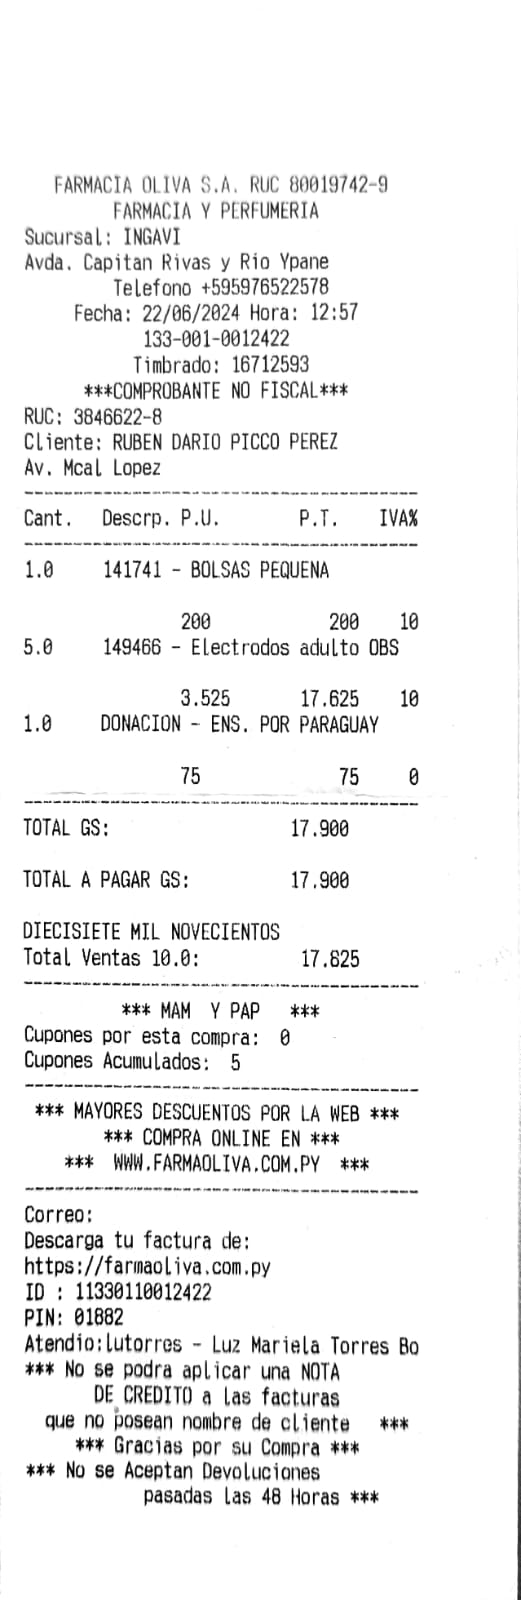 FARMACIA OLIVA S.A. RUC 80019742-9
FARMACIA Y PERFUMERIA
Sucursal: INGAVI
Avda. Capitan Rivas y Rio Ypane
Telefono +595976522578
Fecha: 22/06/2024 Hora: 12:57
133-001-0012422
Timbrado: 16712593
***COMPROBANTE NO FISCAL***
RUC: 3846622-8
Cliente: RUBEN DARIO PICCO PEREZ
Av. Mcal Lopez
----------------------------------------
Cant. Descrp. P.U. P.T. IVA%
----------------------------------------
1.0 141741 - BOLSAS PEQUENA
200 200 10
5.0 149466 - Electrodos adulto OBS
3.525 17.625 10
1.0 DONACION - ENS. POR PARAGUAY
75 75 0
----------------------------------------
TOTAL GS: 17.900
TOTAL A PAGAR GS: 17.900
DIECISIETE MIL NOVECIENTOS
Total Ventas 10.0: 17.825
----------------------------------------
*** MAM Y PAP ***
Cupones por esta compra: 0
Cupones Acumulados: 5
----------------------------------------
*** MAYORES DESCUENTOS POR LA WEB ***
*** COMPRA ONLINE EN ***
*** WWW.FARMAOLIVA.COM.PY ***
----------------------------------------
Correo:
Descarga tu factura de:
https://farmaoliva.com.py
ID : 11330110012422
PIN: 01882
Atendio:lutorres - Luz Mariela Torres Bo
*** No se podra aplicar una NOTA
DE CREDITO a las facturas
que no posean nombre de cliente ***
*** Gracias por su Compra ***
*** No se Aceptan Devoluciones
pasadas las 48 Horas ***